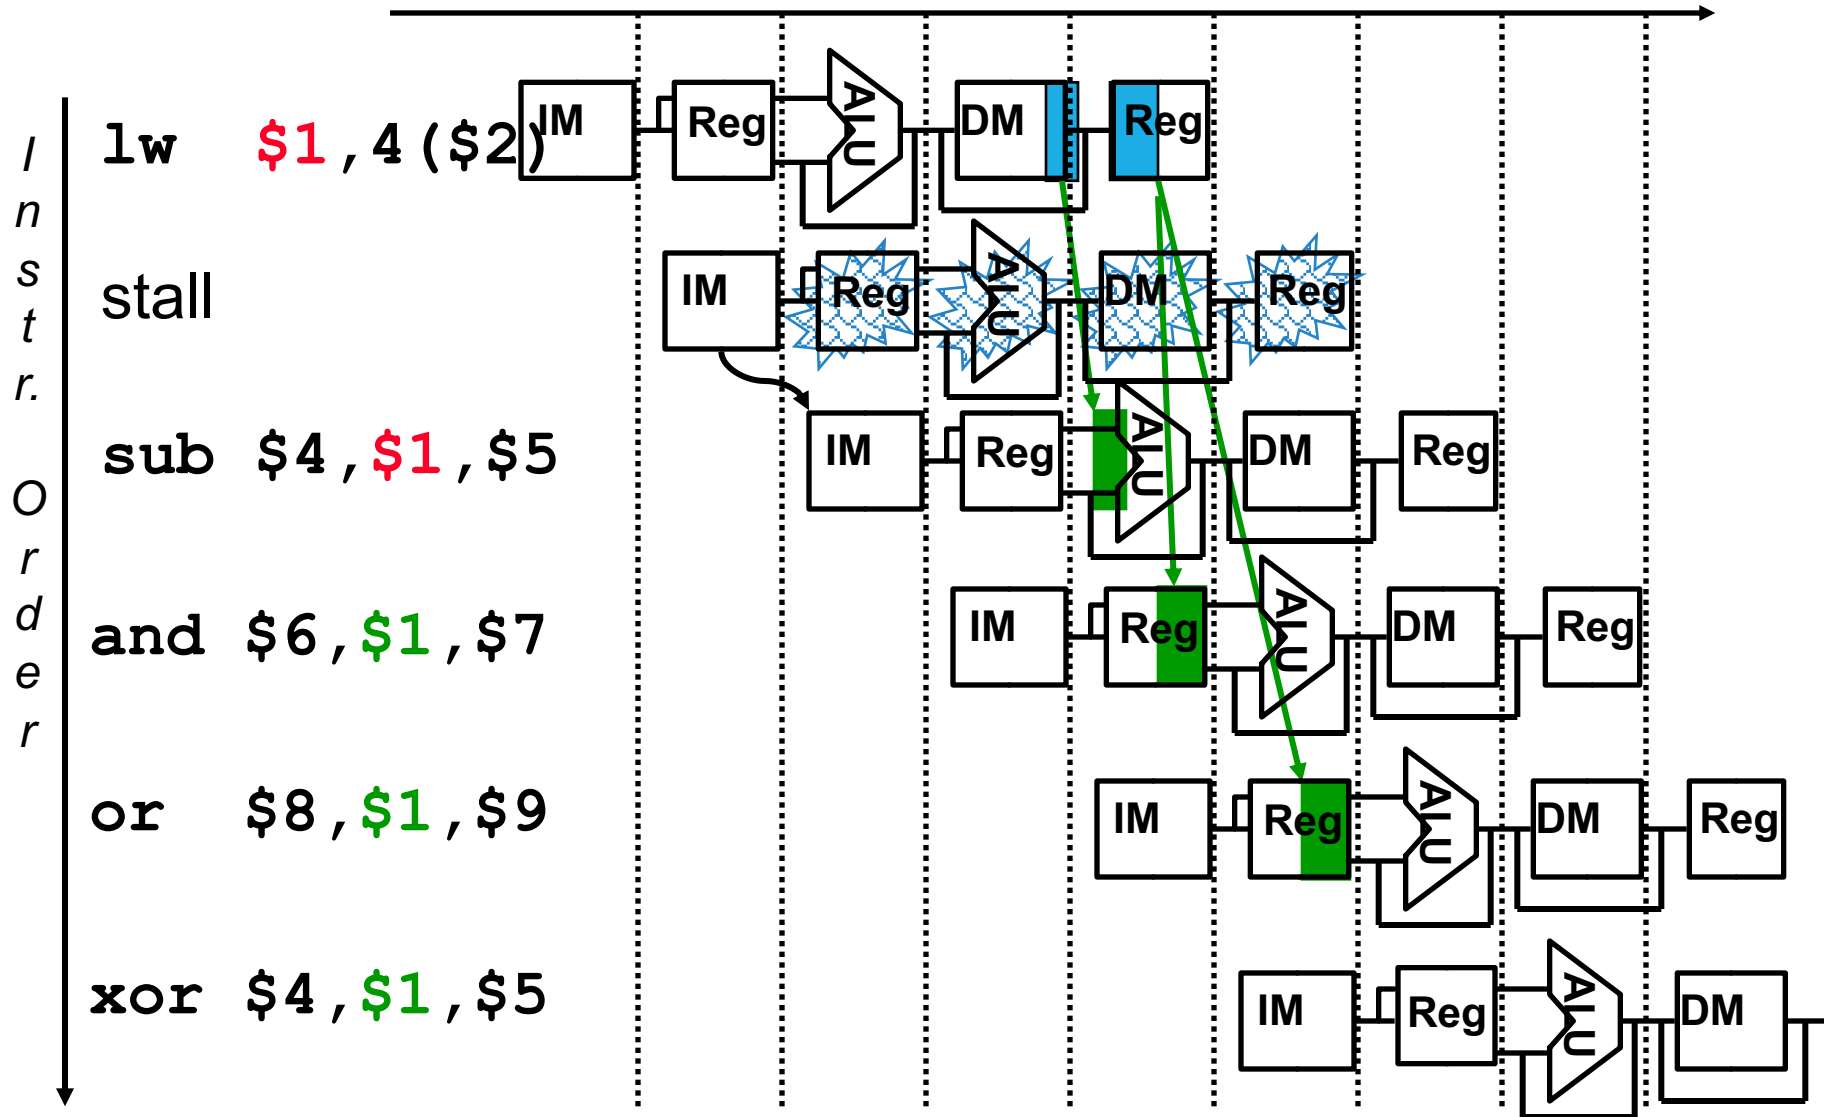 Instr. Order
lw $1,4($2) IM Reg ALU DM Reg
stall IM Reg ALU DM Reg
sub $4,$1,$5 IM Reg ALU DM Reg
and $6,$1,$7 IM Reg ALU DM Reg
or $8,$1,$9 IM Reg ALU DM Reg
xor $4,$1,$5 IM Reg ALU DM